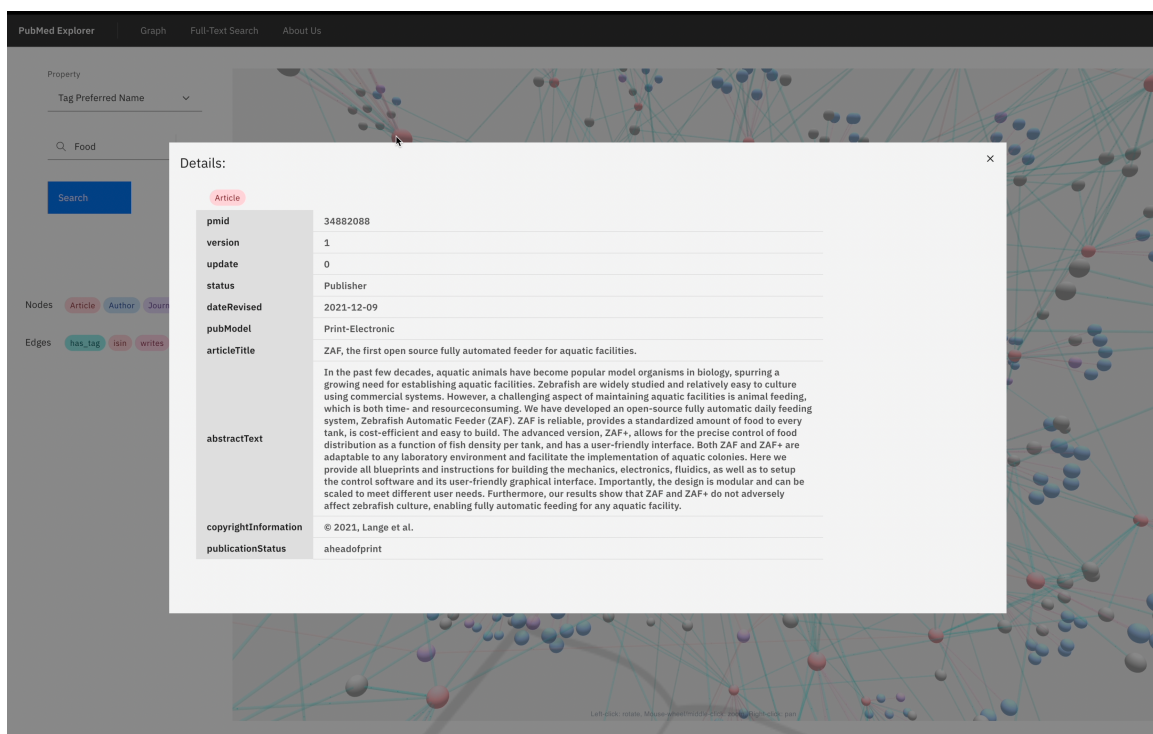 PubMed Explorer Graph Full-Text Search About Us
Property
Tag Preferred Name
Food
Search
Nodes Article Author Journ
Edges has_tag isin writes
Details:
Article
pmid 34882088
version 1
update 0
status Publisher
dateRevised 2021-12-09
pubModel Print-Electronic
articleTitle ZAF, the first open source fully automated feeder for aquatic facilities.
abstractText
In the past few decades, aquatic animals have become popular model organisms in biology, spurring a
growing need for establishing aquatic facilities. Zebrafish are widely studied and relatively easy to culture
using commercial systems. However, a challenging aspect of maintaining aquatic facilities is animal feeding,
which is both time- and resourceconsuming. We have developed an open-source fully automatic daily feeding
system, Zebrafish Automatic Feeder (ZAF). ZAF is reliable, provides a standardized amount of food to every
tank, is cost-efficient and easy to build. The advanced version, ZAF+, allows for the precise control of food
distribution as a function of fish density per tank, and has a user-friendly interface. Both ZAF and ZAF+ are
adaptable to any laboratory environment and facilitate the implementation of aquatic colonies. Here we
provide all blueprints and instructions for building the mechanics, electronics, fluidics, as well as to setup
the control software and its user-friendly graphical interface. Importantly, the design is modular and can be
scaled to meet different user needs. Furthermore, our results show that ZAF and ZAF+ do not adversely
affect zebrafish culture, enabling fully automatic feeding for any aquatic facility.
copyrightInformation © 2021, Lange et al.
publicationStatus aheadofprint
Left-click: rotate, Mouse-wheel/middle-click: zoom, Right-click: pan